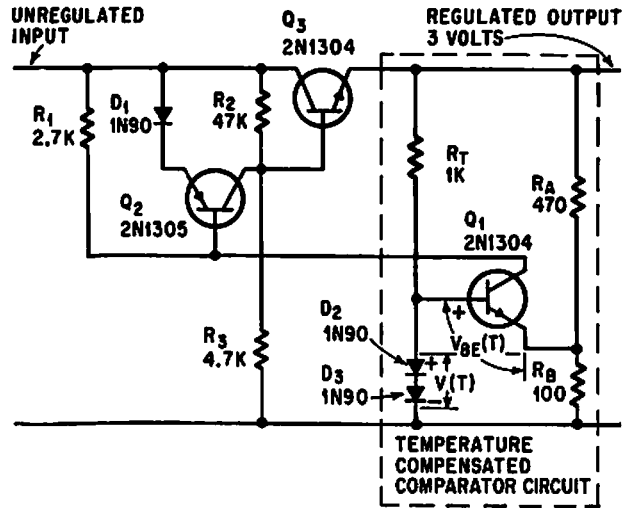 UNREGULATED
INPUT
Q3
2N1304
REGULATED OUTPUT
3 VOLTS
R1
2.7K
D1
1N90
R2
47K
RT
1K
RA
470
Q2
2N1305
Q1
2N1304
R3
4.7K
D2
1N90
+
VBE(T)
+
V(T)
D3
1N90
−
RB
100
TEMPERATURE
COMPENSATED
COMPARATOR CIRCUIT